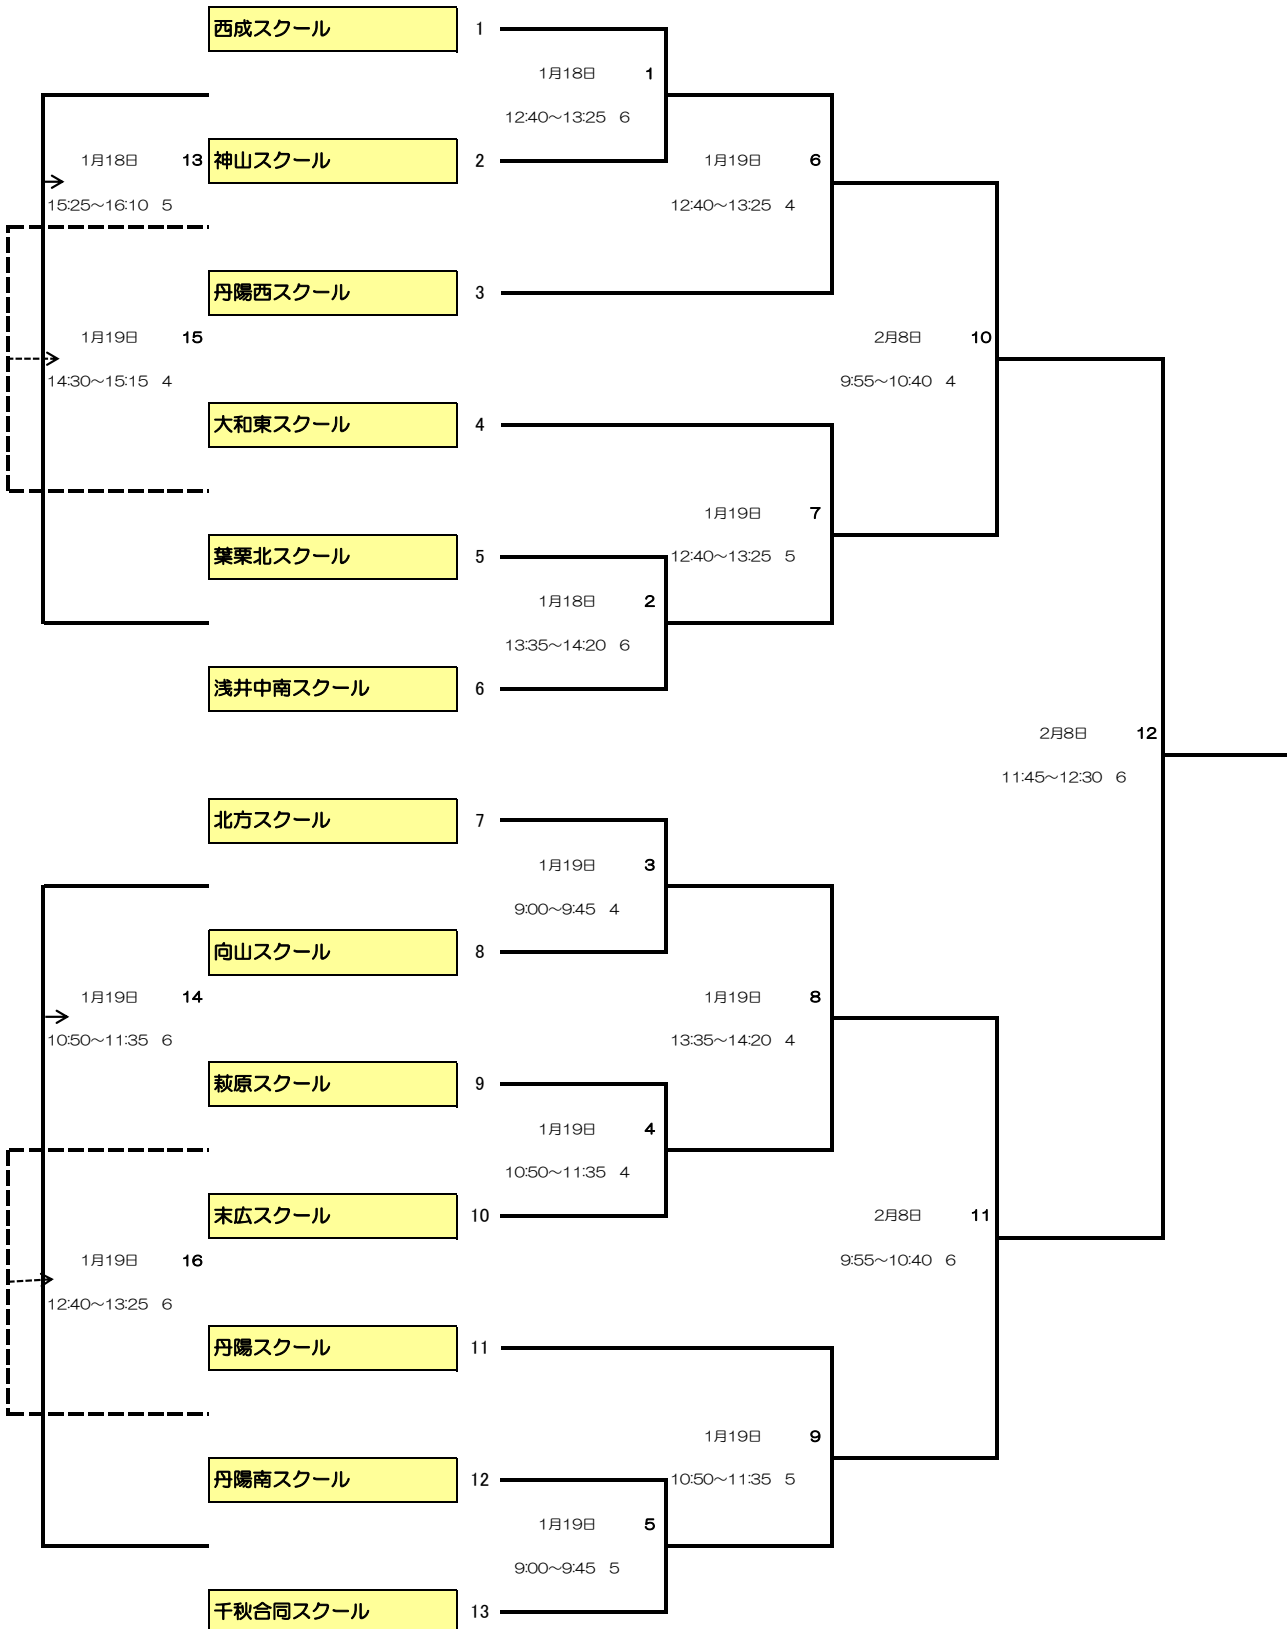 西成スクール 1
1月18日 1
12:40～13:25 6
1月18日 13 神山スクール 2 1月19日 6
15:25～16:10 5 12:40～13:25 4
丹陽西スクール 3
1月19日 15 2月8日 10
14:30～15:15 4 9:55～10:40 4
大和東スクール 4
1月19日 7
葉栗北スクール 5 12:40～13:25 5
1月18日 2
13:35～14:20 6
浅井中南スクール 6
2月8日 12
11:45～12:30 6
北方スクール 7
1月19日 3
9:00～9:45 4
向山スクール 8
1月19日 14 1月19日 8
10:50～11:35 6 13:35～14:20 4
萩原スクール 9
1月19日 4
10:50～11:35 4
末広スクール 10 2月8日 11
1月19日 16 9:55～10:40 6
12:40～13:25 6
丹陽スクール 11
1月19日 9
丹陽南スクール 12 10:50～11:35 5
1月19日 5
9:00～9:45 5
千秋合同スクール 13